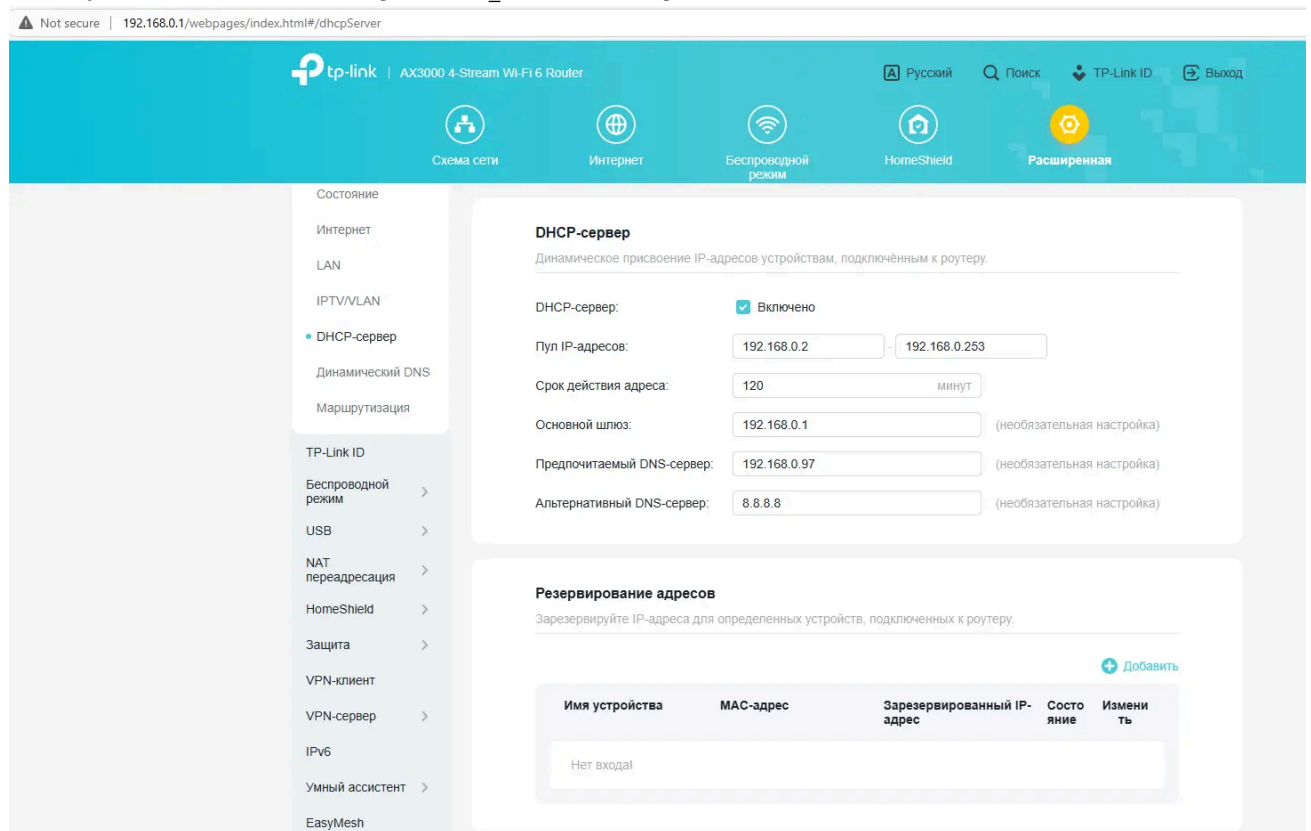 Not secure | 192.168.0.1/webpages/index.html#/dhcpServer
tp-link | AX3000 4-Stream Wi-Fi 6 Router
Русский
Поиск
TP-Link ID
Выход
Схема сети
Интернет
Беспроводной
режим
HomeShield
Расширенная
Состояние
Интернет
LAN
IPTV/VLAN
DHCP-сервер
Динамический DNS
Маршрутизация
TP-Link ID
Беспроводной
режим
USB
NAT
переадресация
HomeShield
Защита
VPN-клиент
VPN-сервер
IPv6
Умный ассистент
EasyMesh
DHCP-сервер
Динамическое присвоение IP-адресов устройствам, подключённым к роутеру.
DHCP-сервер: Включено
Пул IP-адресов: 192.168.0.2 - 192.168.0.253
Срок действия адреса: 120 минут
Основной шлюз: 192.168.0.1 (необязательная настройка)
Предпочитаемый DNS-сервер: 192.168.0.97 (необязательная настройка)
Альтернативный DNS-сервер: 8.8.8.8 (необязательная настройка)
Резервирование адресов
Зарезервируйте IP-адреса для определенных устройств, подключенных к роутеру.
Добавить
Имя устройства
MAC-адрес
Зарезервированный IP-
адрес
Состо
яние
Измени
ть
Нет входа!